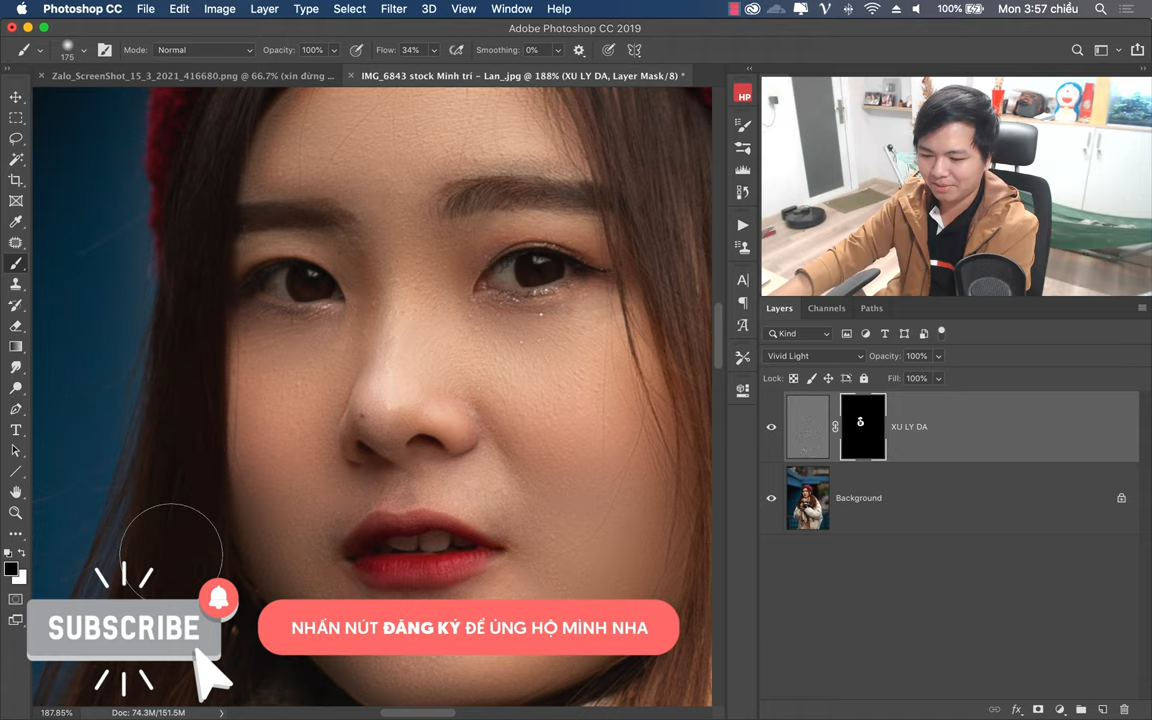 Photoshop CC File Edit Image Layer Type Select Filter 3D View Window Help 100% Mon 3:57 chiều
Adobe Photoshop CC 2019
175 Mode: Normal Opacity: 100% Flow: 34% Smoothing: 0%
Zalo_ScreenShot_15_3_2021_416680.png @ 66.7% (xin dừng ... IMG_6843 stock Minh tri - Lan_.jpg @ 188% (XU LY DA, Layer Mask/8) *
HP
Layers Channels Paths
Kind
Vivid Light Opacity: 100%
Lock: Fill: 100%
XU LY DA
Background
SUBSCRIBE
NHẤN NÚT ĐĂNG KÝ ĐỂ ỦNG HỘ MÌNH NHA
187.85% Doc: 74.3M/151.5M